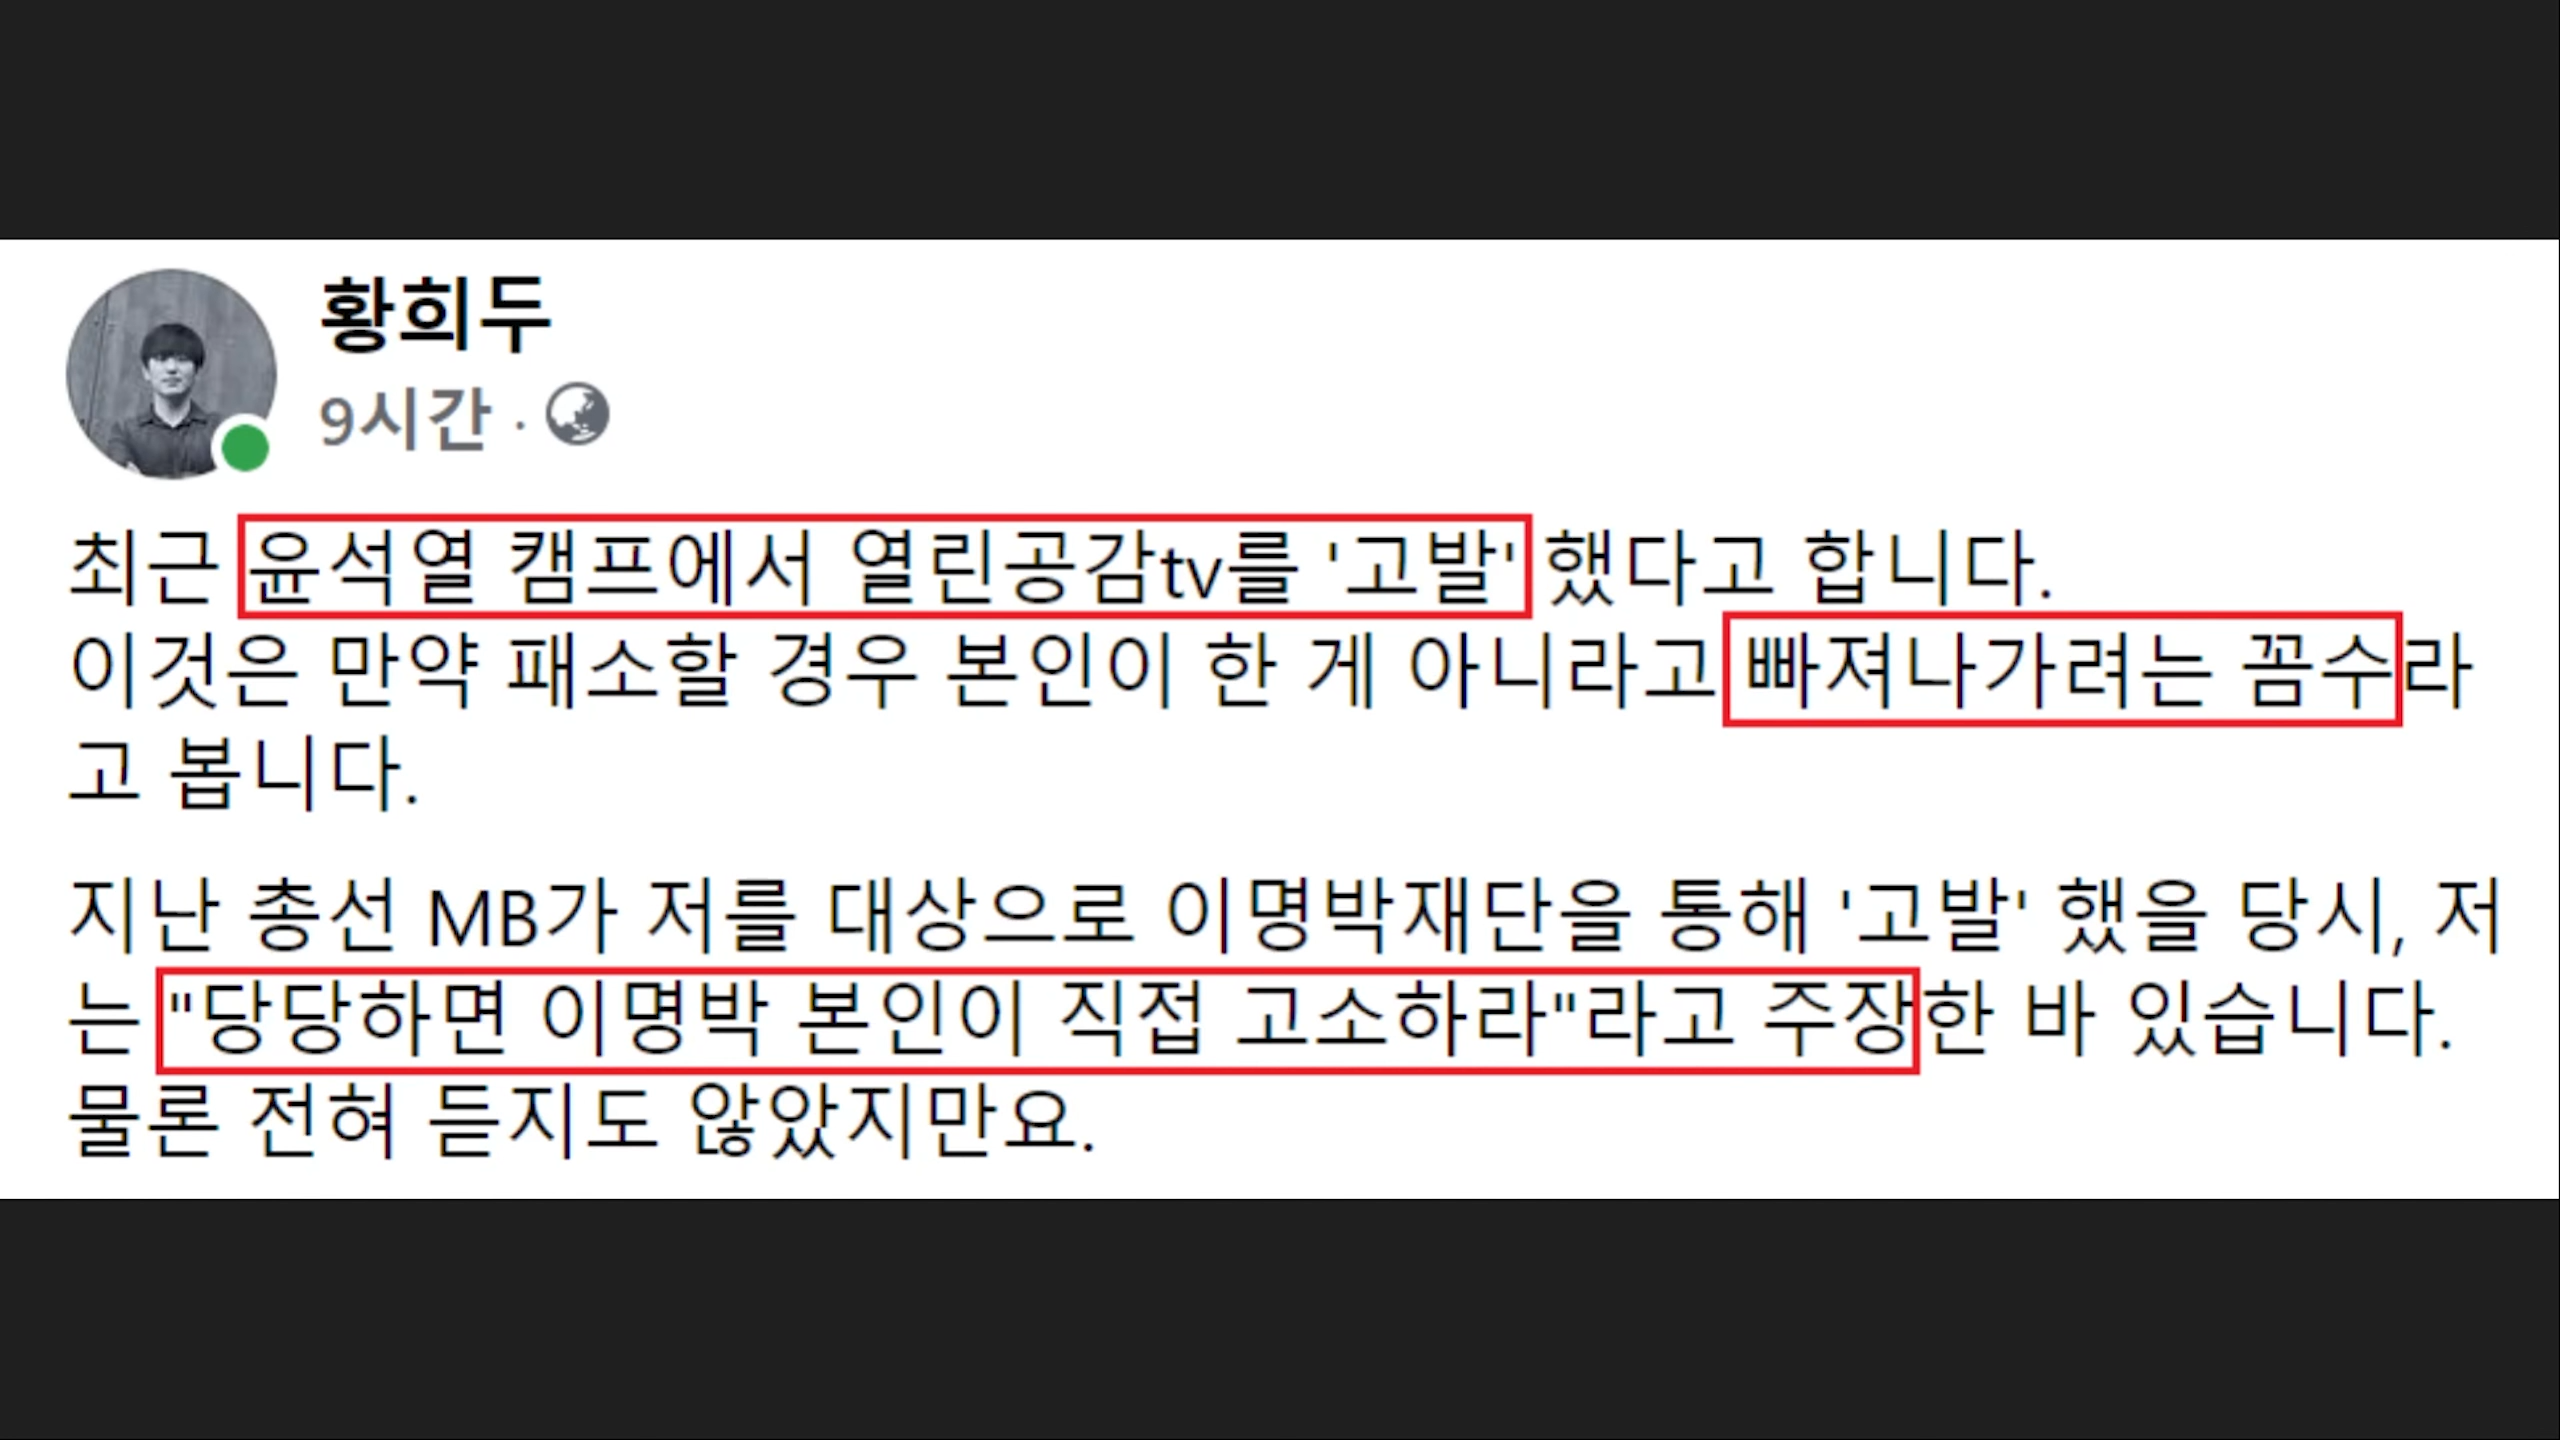 황희두
9시간 ·
최근 윤석열 캠프에서 열린공감tv를 '고발' 했다고 합니다.
이것은 만약 패소할 경우 본인이 한 게 아니라고 빠져나가려는 꼼수라
고 봅니다.
지난 총선 MB가 저를 대상으로 이명박재단을 통해 '고발' 했을 당시, 저
는 "당당하면 이명박 본인이 직접 고소하라"라고 주장한 바 있습니다.
물론 전혀 듣지도 않았지만요.